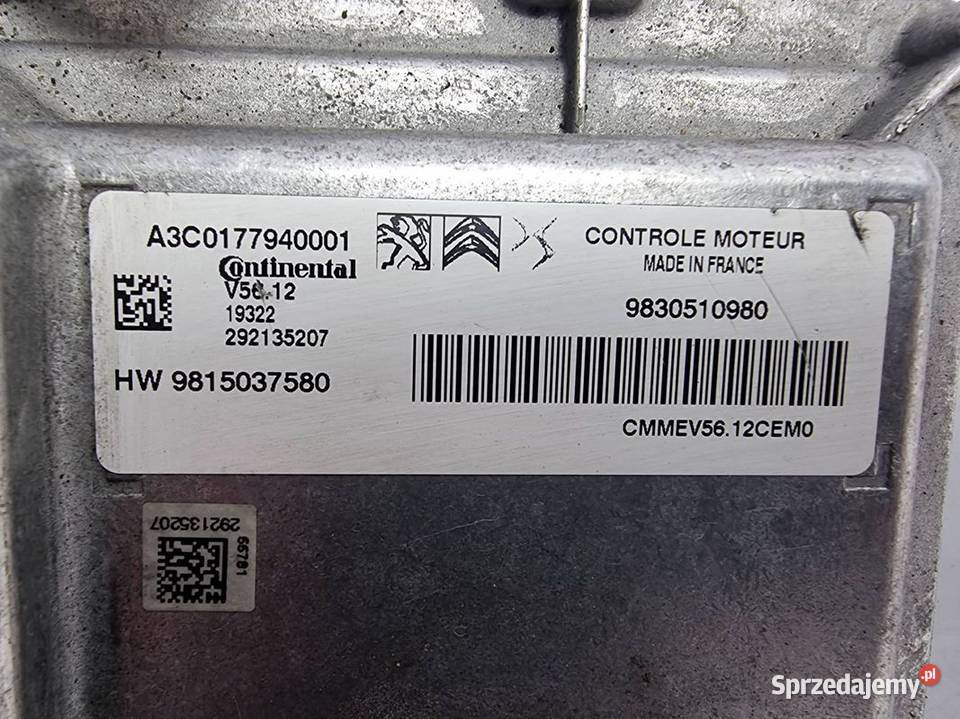 A3C0177940001
Continental
V56.12
19322
292135207
HW 9815037580
CONTROLE MOTEUR
MADE IN FRANCE
9830510980
CMMEV56.12CEM0
292135207
66781
Sprzedajemy.pl